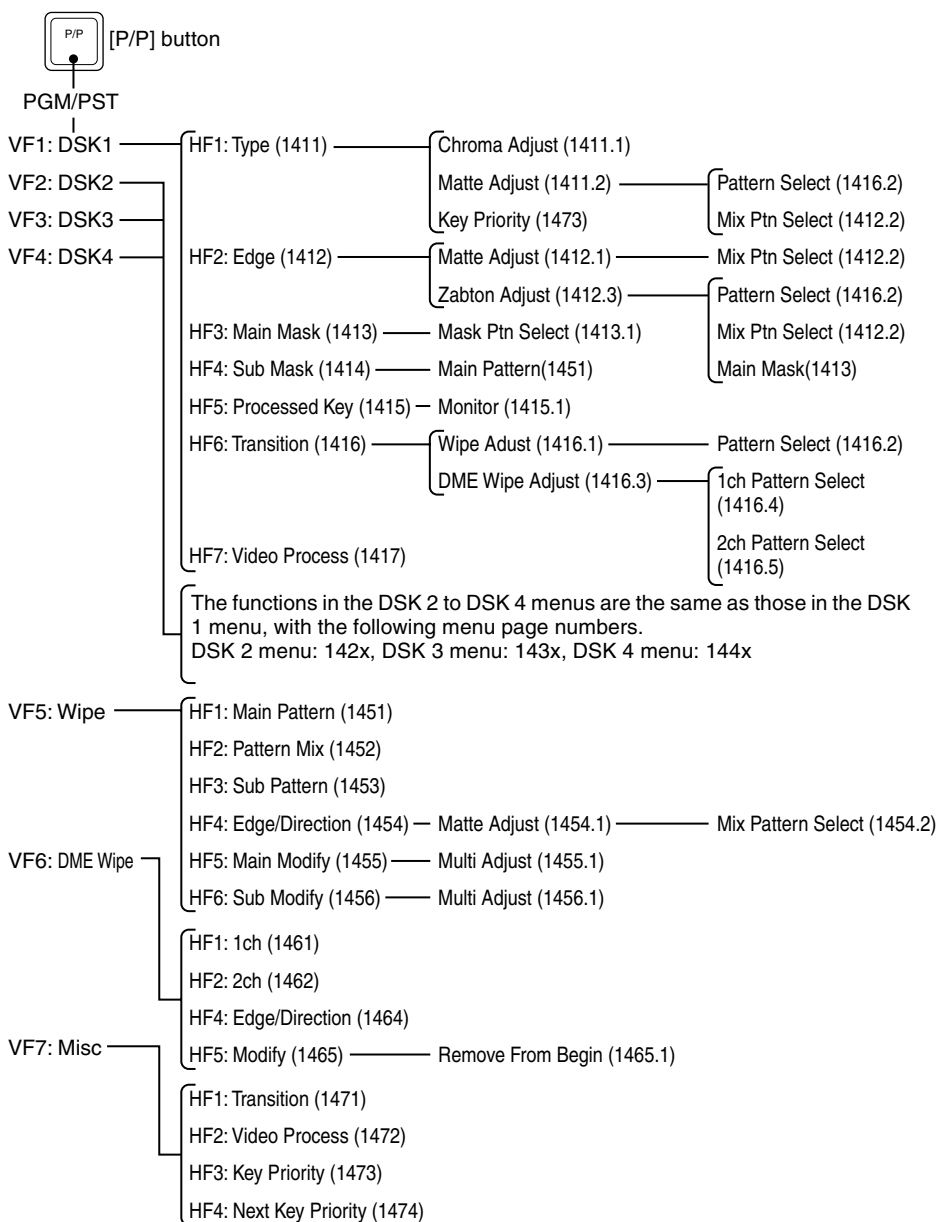 P/P
[P/P] button
PGM/PST
VF1: DSK1
HF1: Type (1411)
Chroma Adjust (1411.1)
VF2: DSK2
Matte Adjust (1411.2)
Pattern Select (1416.2)
VF3: DSK3
Key Priority (1473)
Mix Ptn Select (1412.2)
VF4: DSK4
HF2: Edge (1412)
Matte Adjust (1412.1)
Mix Ptn Select (1412.2)
Zabton Adjust (1412.3)
Pattern Select (1416.2)
HF3: Main Mask (1413)
Mask Ptn Select (1413.1)
Mix Ptn Select (1412.2)
HF4: Sub Mask (1414)
Main Pattern(1451)
Main Mask(1413)
HF5: Processed Key (1415)
Monitor (1415.1)
HF6: Transition (1416)
Wipe Adust (1416.1)
Pattern Select (1416.2)
DME Wipe Adjust (1416.3)
1ch Pattern Select
(1416.4)
HF7: Video Process (1417)
2ch Pattern Select
(1416.5)
The functions in the DSK 2 to DSK 4 menus are the same as those in the DSK
1 menu, with the following menu page numbers.
DSK 2 menu: 142x, DSK 3 menu: 143x, DSK 4 menu: 144x
VF5: Wipe
HF1: Main Pattern (1451)
HF2: Pattern Mix (1452)
HF3: Sub Pattern (1453)
HF4: Edge/Direction (1454)
Matte Adjust (1454.1)
Mix Pattern Select (1454.2)
VF6: DME Wipe
HF5: Main Modify (1455)
Multi Adjust (1455.1)
HF6: Sub Modify (1456)
Multi Adjust (1456.1)
HF1: 1ch (1461)
HF2: 2ch (1462)
HF4: Edge/Direction (1464)
VF7: Misc
HF5: Modify (1465)
Remove From Begin (1465.1)
HF1: Transition (1471)
HF2: Video Process (1472)
HF3: Key Priority (1473)
HF4: Next Key Priority (1474)